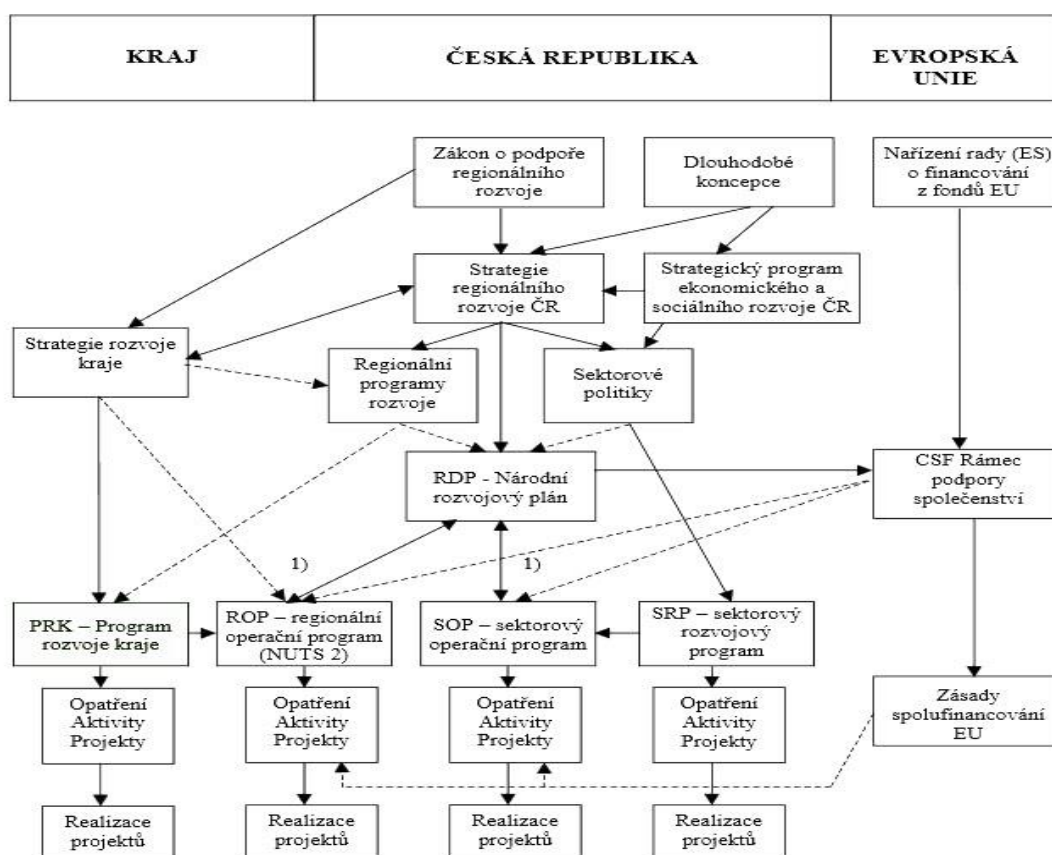 KRAJ
ČESKÁ REPUBLIKA
EVROPSKÁ
UNIE
Zákon o podpoře
regionálního
rozvoje
Dlouhodobé
koncepce
Nařízení rady (ES)
o financování
z fondů EU
Strategie
regionálního
rozvoje ČR
Strategický program
ekonomického a
sociálního rozvoje ČR
Strategie rozvoje
kraje
Regionální
programy
rozvoje
Sektorové
politiky
RDP - Národní
rozvojový plán
CSF Rámec
podpory
společenství
1)
1)
PRK – Program
rozvoje kraje
ROP – regionální
operační program
(NUTS 2)
SOP – sektorový
operační program
SRP – sektorový
rozvojový
program
Opatření
Aktivity
Projekty
Opatření
Aktivity
Projekty
Opatření
Aktivity
Projekty
Opatření
Aktivity
Projekty
Zásady
spolufinancování
EU
Realizace
projektů
Realizace
projektů
Realizace
projektů
Realizace
projektů